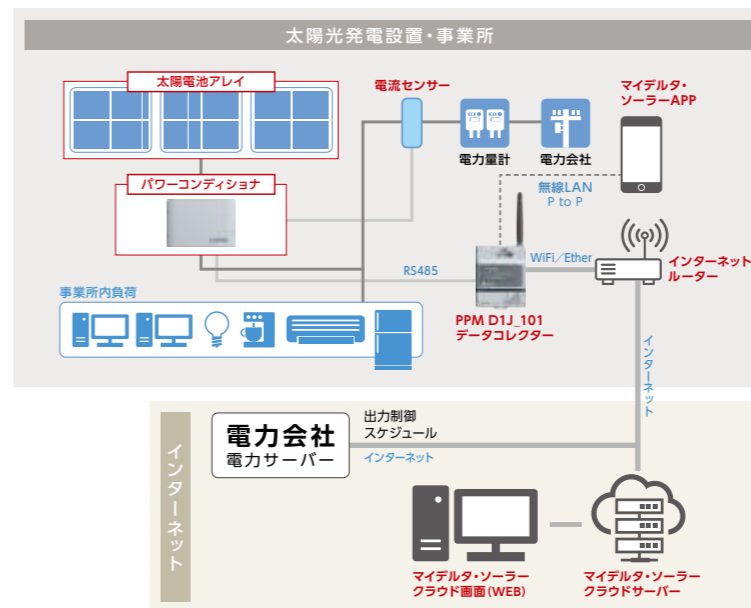 太陽光発電設置・事業所
太陽電池アレイ
電流センサー
マイデルタ・
ソーラーAPP
電力量計
電力会社
パワーコンディショナ
無線LAN
P to P
RS485
WiFi／Ether
インターネット
ルーター
事業所内負荷
PPM D1J_101
データコレクター
インターネット
インターネット
電力会社
電力サーバー
出力制御
スケジュール
インターネット
マイデルタ・ソーラー
クラウド画面(WEB)
マイデルタ・ソーラー
クラウドサーバー